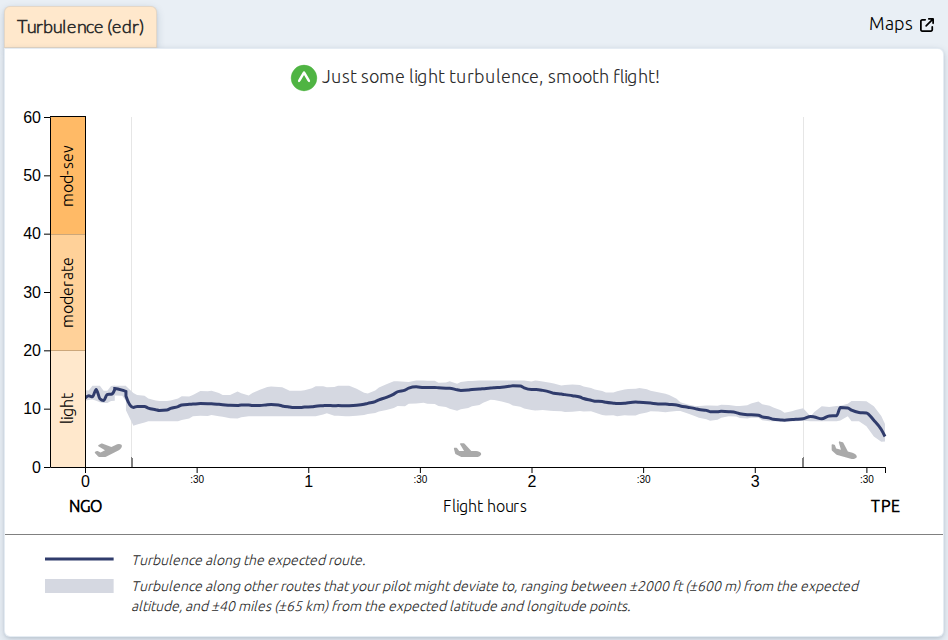 Turbulence (edr)
Maps
Just some light turbulence, smooth flight!
60
50
40
30
20
10
0
mod-sev
moderate
light
0
:30
1
:30
2
:30
3
:30
NGO
Flight hours
TPE
Turbulence along the expected route.
Turbulence along other routes that your pilot might deviate to, ranging between ±2000 ft (±600 m) from the expected
altitude, and ±40 miles (±65 km) from the expected latitude and longitude points.